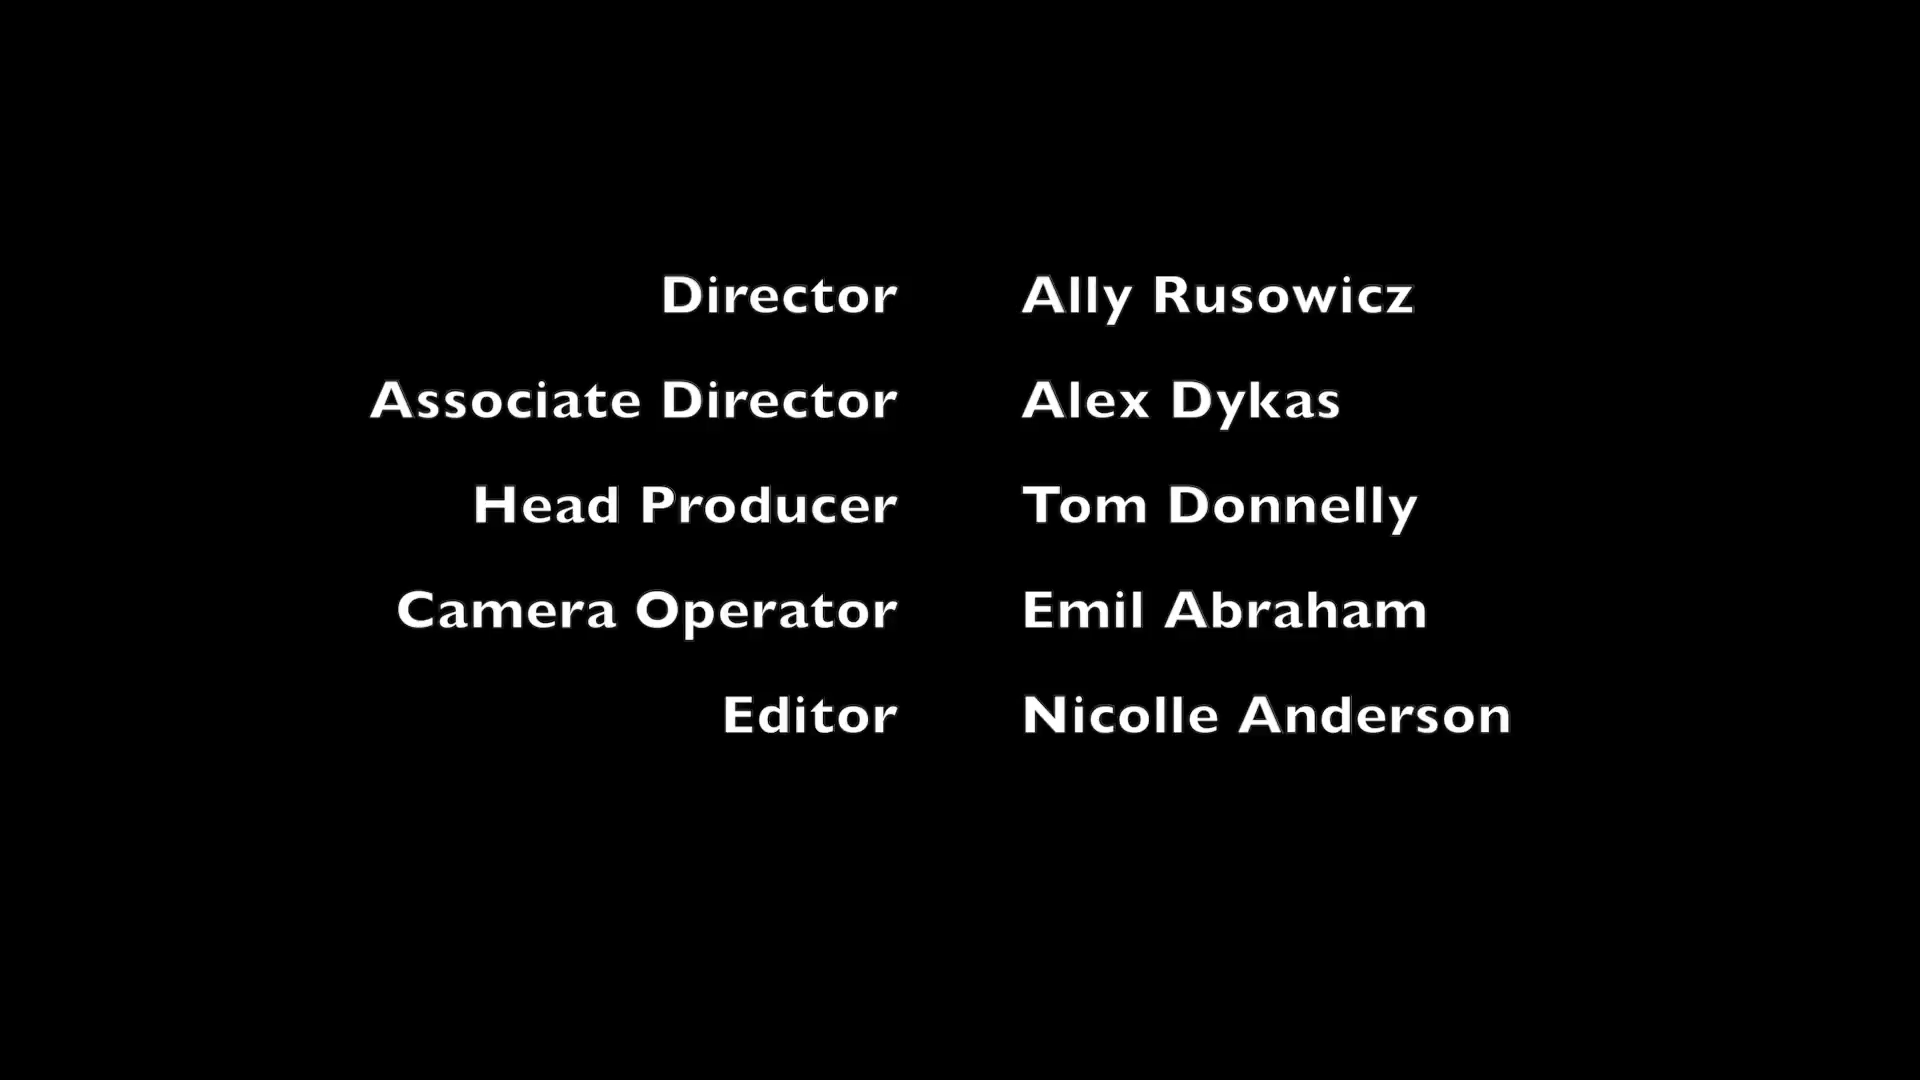 Director Ally Rusowicz
Associate Director Alex Dykas
Head Producer Tom Donnelly
Camera Operator Emil Abraham
Editor Nicolle Anderson